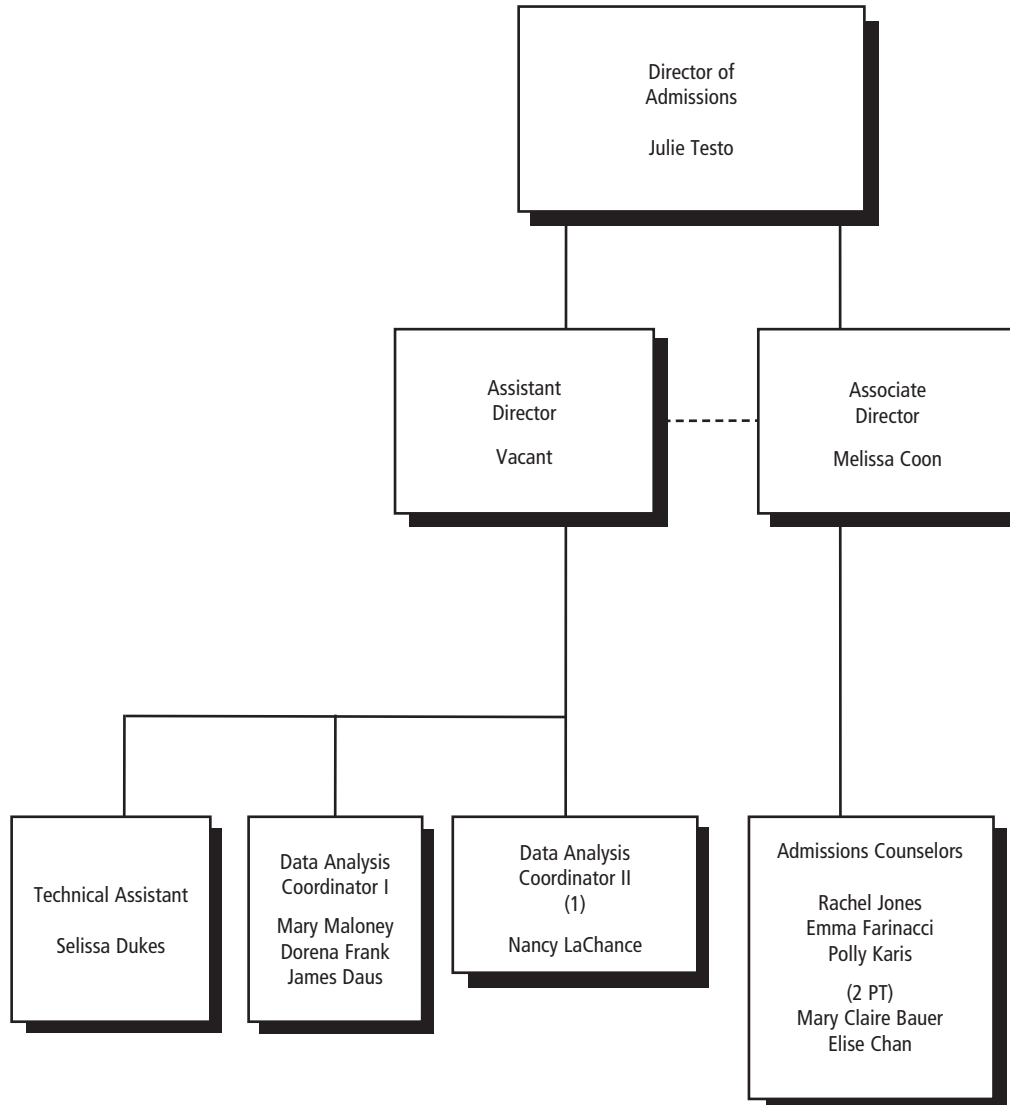 Director of
Admissions
Julie Testo
Assistant
Director
Vacant
Associate
Director
Melissa Coon
Technical Assistant
Selissa Dukes
Data Analysis
Coordinator I
Mary Maloney
Dorena Frank
James Daus
Data Analysis
Coordinator II
(1)
Nancy LaChance
Admissions Counselors
Rachel Jones
Emma Farinacci
Polly Karis
(2 PT)
Mary Claire Bauer
Elise Chan